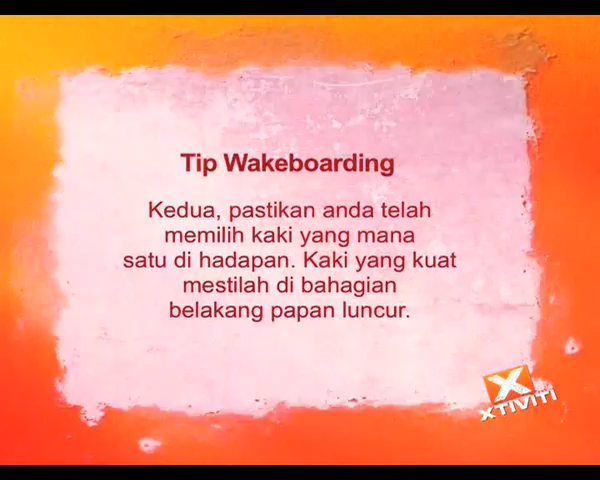 Tip Wakeboarding
Kedua, pastikan anda telah
memilih kaki yang mana
satu di hadapan. Kaki yang kuat
mestilah di bahagian
belakang papan luncur.
X
XTIVITI